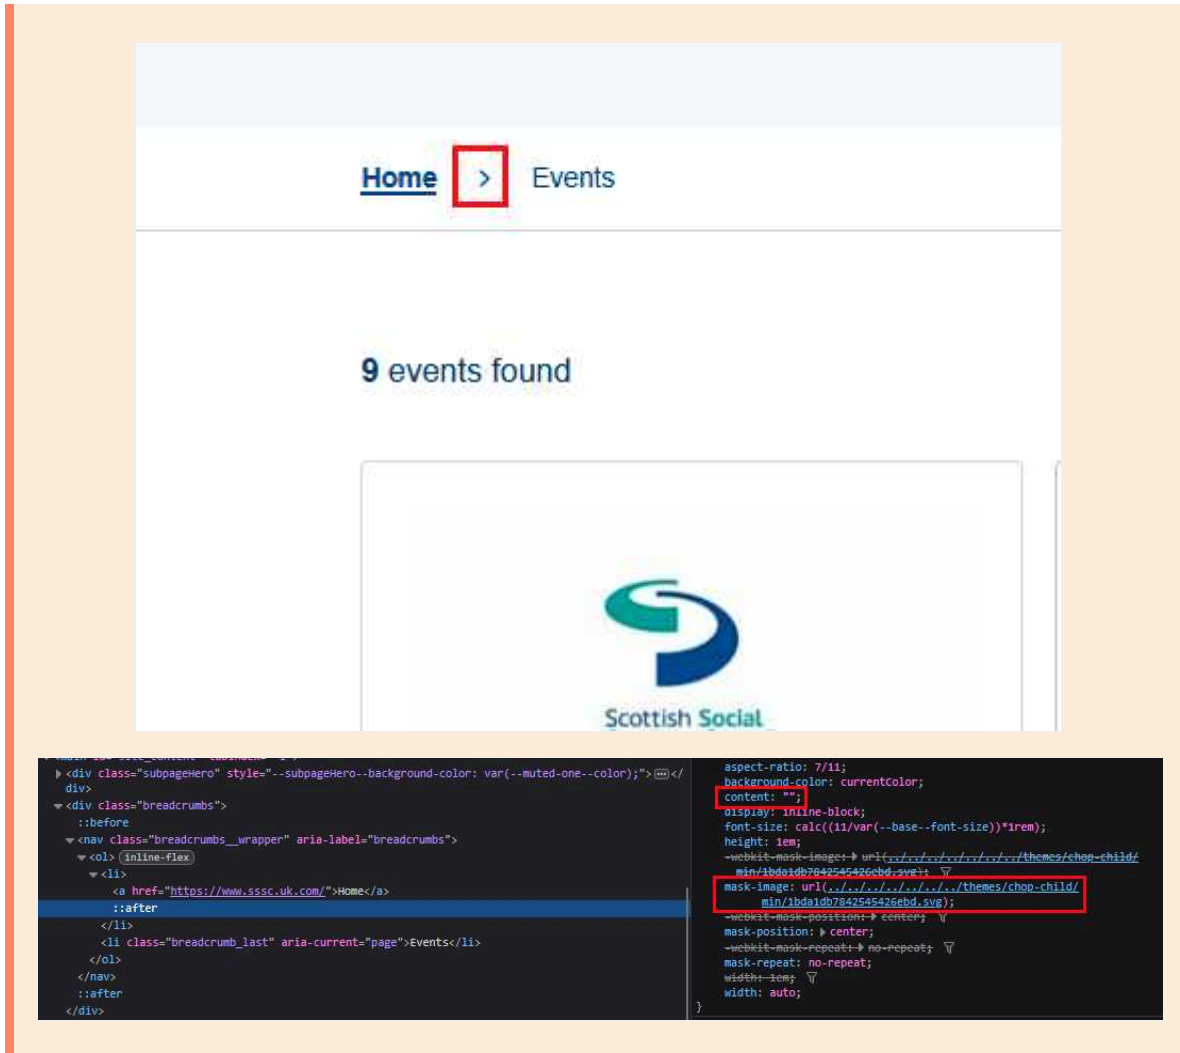 Home > Events
9 events found
Scottish Social
<main id="site_content" tabindex="-1">
<div class="subpageHero" style="--subpageHero--background-color: var(--muted-one--color);"></
div>
<div class="breadcrumbs">
::before
<nav class="breadcrumbs__wrapper" aria-label="breadcrumbs">
<ol> inline-flex
<li>
<a href="https://www.sssc.uk.com/">Home</a>
::after
</li>
<li class="breadcrumb_last" aria-current="page">Events</li>
</ol>
</nav>
::after
</div>
aspect-ratio: 7/11;
background-color: currentColor;
content: "";
display: inline-block;
font-size: calc((11/var(--base--font-size))*1rem);
height: 1em;
-webkit-mask-image: url(../../../../../../../themes/chop-child/
min/1bda1db7842545426ebd.svg);
mask-image: url(../../../../../../../themes/chop-child/
min/1bda1db7842545426ebd.svg);
-webkit-mask-position: center;
mask-position: center;
-webkit-mask-repeat: no-repeat;
mask-repeat: no-repeat;
width: 1em;
width: auto;
}